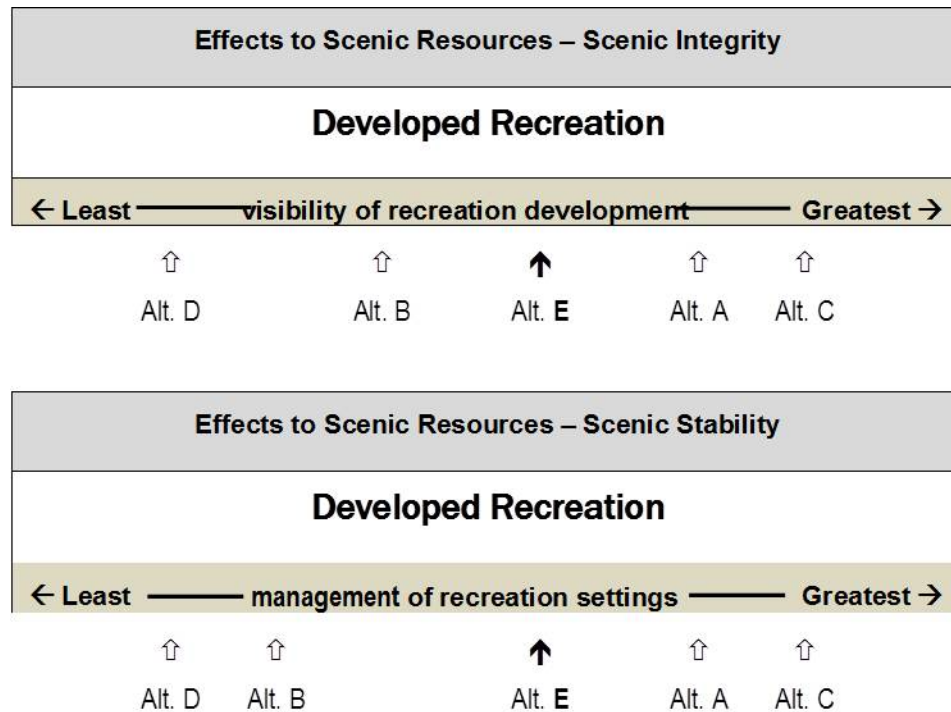 Effects to Scenic Resources – Scenic Integrity
Developed Recreation
← Least visibility of recreation development Greatest →
⇧ ⇧ ↑ ⇧ ⇧
Alt. D Alt. B Alt. E Alt. A Alt. C
Effects to Scenic Resources – Scenic Stability
Developed Recreation
← Least management of recreation settings Greatest →
⇧ ⇧ ↑ ⇧ ⇧
Alt. D Alt. B Alt. E Alt. A Alt. C